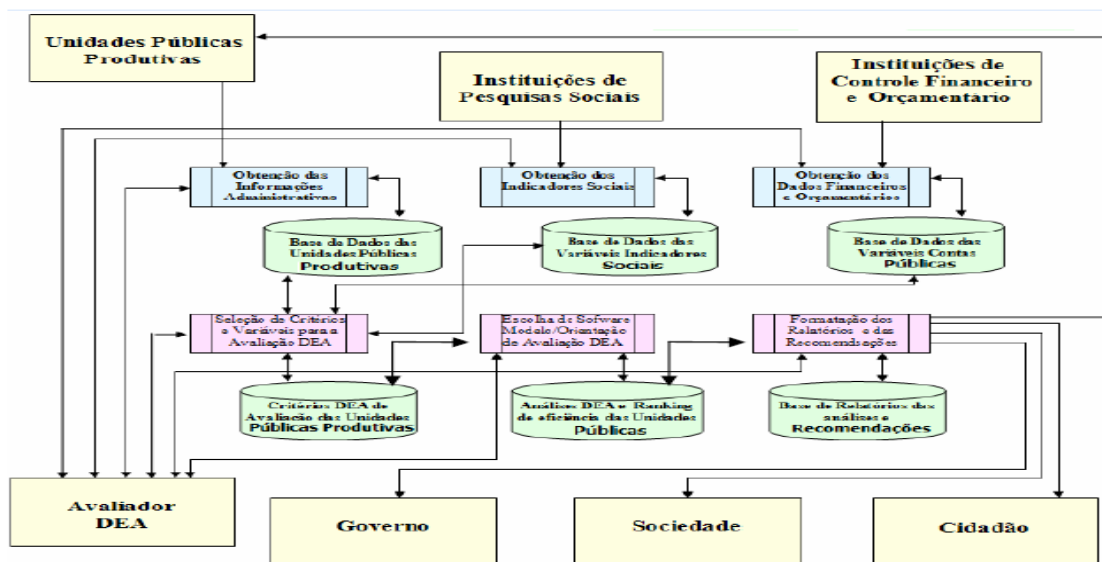 Unidades Públicas
Produtivas
Instituições de
Pesquisas Sociais
Instituições de
Controle Financeiro
e Orçamentário
Obtenção das
Informações
Administrativas
Obtenção dos
Indicadores Sociais
Obtenção dos
Dados Financeiros
e Orçamentários
Base de Dados das
Unidades Públicas
Produtivas
Base de Dados das
Variáveis Indicadores
Sociais
Base de Dados das
Variáveis Contas
Públicas
Seleção de Critérios
e Variáveis para a
Avaliação DEA
Escolha de Sofware
Modelo/Orientação
de Avaliação DEA
Formatação dos
Relatórios e das
Recomendações
Critérios DEA de
Avaliação das Unidades
Públicas Produtivas
Análises DEA e Ranking
de eficiência das Unidades
Públicas
Base de Relatórios das
análises e
Recomendações
Avaliador
DEA
Governo
Sociedade
Cidadão